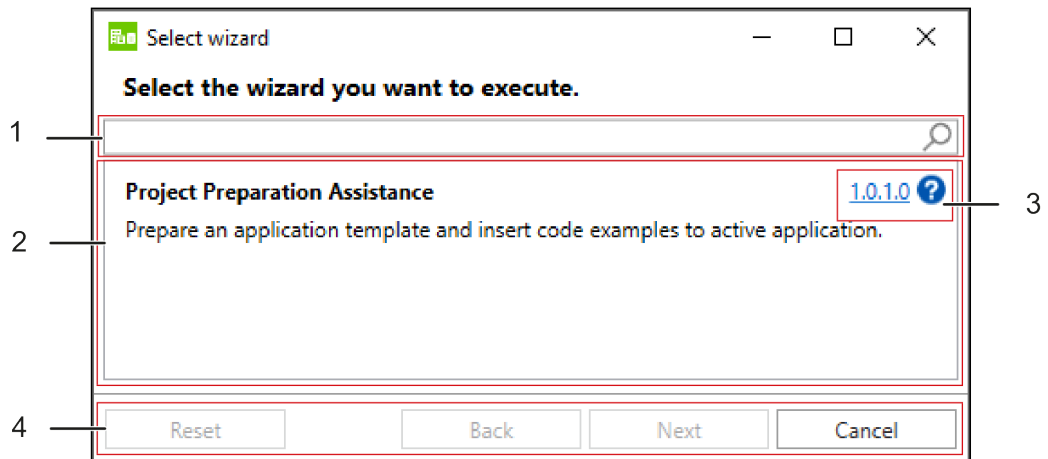 Select wizard
Select the wizard you want to execute.
1
Project Preparation Assistance
1.0.1.0 ?
3
2
Prepare an application template and insert code examples to active application.
4
Reset
Back
Next
Cancel